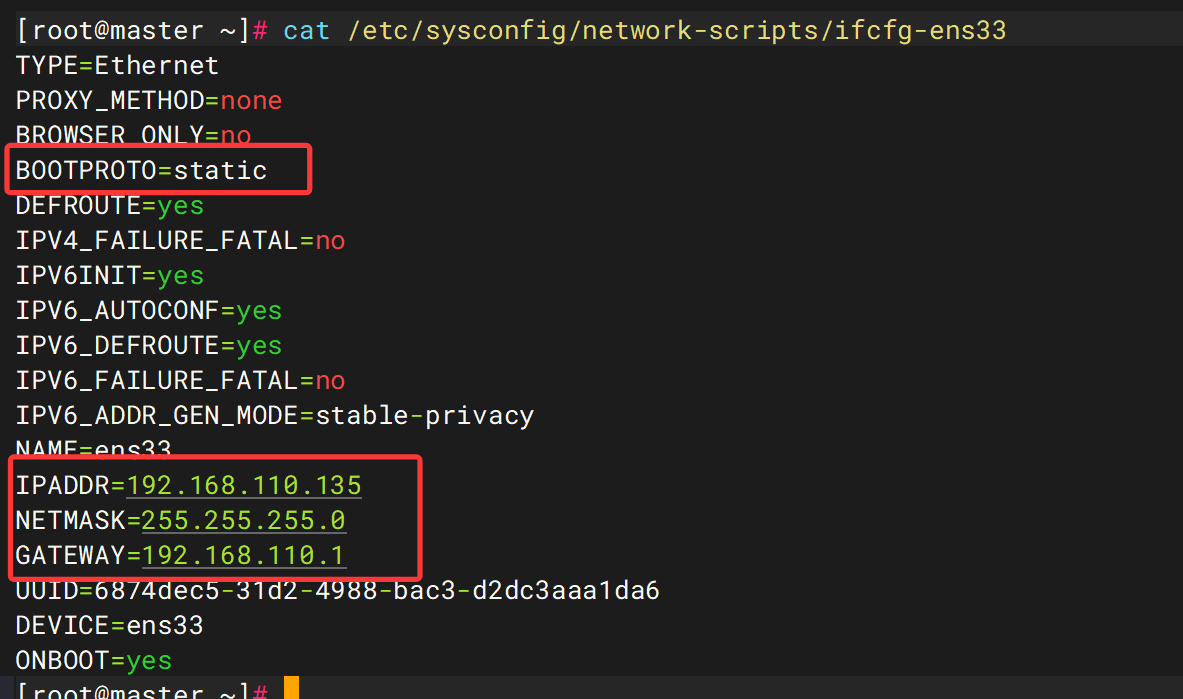 [root@master ~]# cat /etc/sysconfig/network-scripts/ifcfg-ens33
TYPE=Ethernet
PROXY_METHOD=none
BROWSER_ONLY=no
BOOTPROTO=static
DEFROUTE=yes
IPV4_FAILURE_FATAL=no
IPV6INIT=yes
IPV6_AUTOCONF=yes
IPV6_DEFROUTE=yes
IPV6_FAILURE_FATAL=no
IPV6_ADDR_GEN_MODE=stable-privacy
NAME=ens33
IPADDR=192.168.110.135
NETMASK=255.255.255.0
GATEWAY=192.168.110.1
UUID=6874dec5-31d2-4988-bac3-d2dc3aaa1da6
DEVICE=ens33
ONBOOT=yes
[root@master ~]#